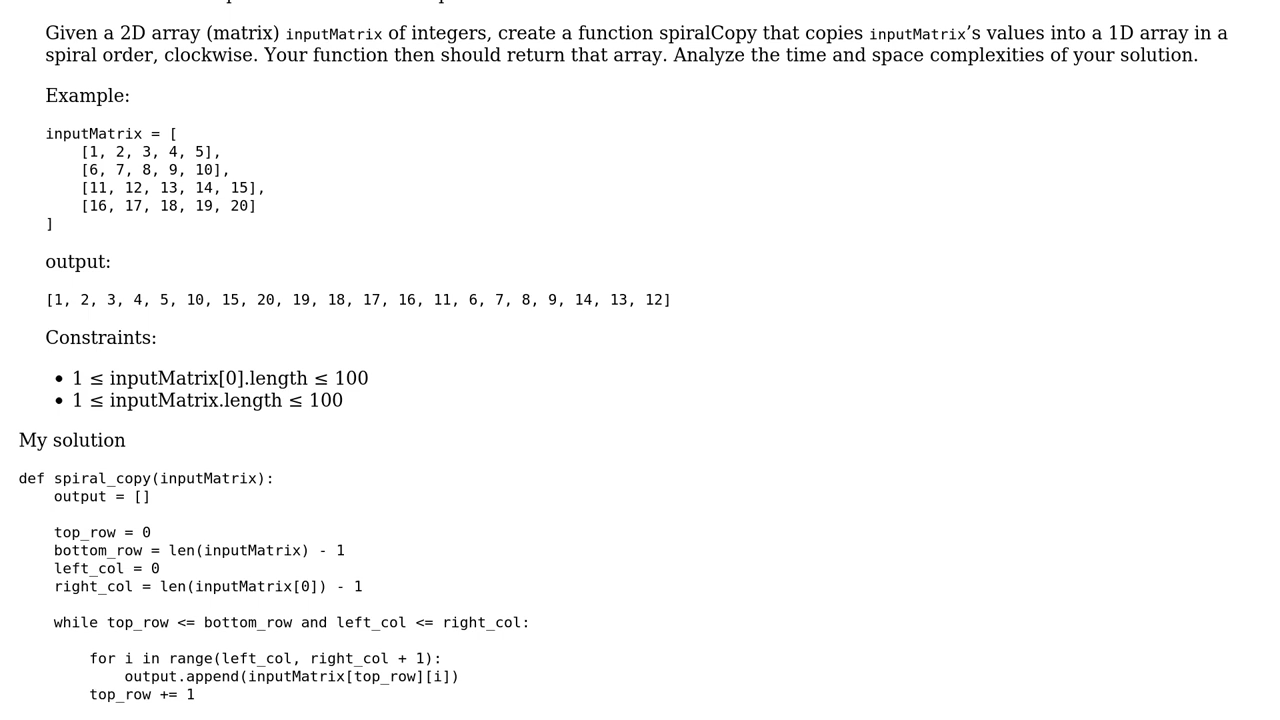 Given a 2D array (matrix) inputMatrix of integers, create a function spiralCopy that copies inputMatrix’s values into a 1D array in a
spiral order, clockwise. Your function then should return that array. Analyze the time and space complexities of your solution.
Example:
inputMatrix = [
    [1, 2, 3, 4, 5],
    [6, 7, 8, 9, 10],
    [11, 12, 13, 14, 15],
    [16, 17, 18, 19, 20]
]
output:
[1, 2, 3, 4, 5, 10, 15, 20, 19, 18, 17, 16, 11, 6, 7, 8, 9, 14, 13, 12]
Constraints:
• 1 ≤ inputMatrix[0].length ≤ 100
• 1 ≤ inputMatrix.length ≤ 100
My solution
def spiral_copy(inputMatrix):
    output = []
    top_row = 0
    bottom_row = len(inputMatrix) - 1
    left_col = 0
    right_col = len(inputMatrix[0]) - 1
    while top_row <= bottom_row and left_col <= right_col:
        for i in range(left_col, right_col + 1):
            output.append(inputMatrix[top_row][i])
        top_row += 1